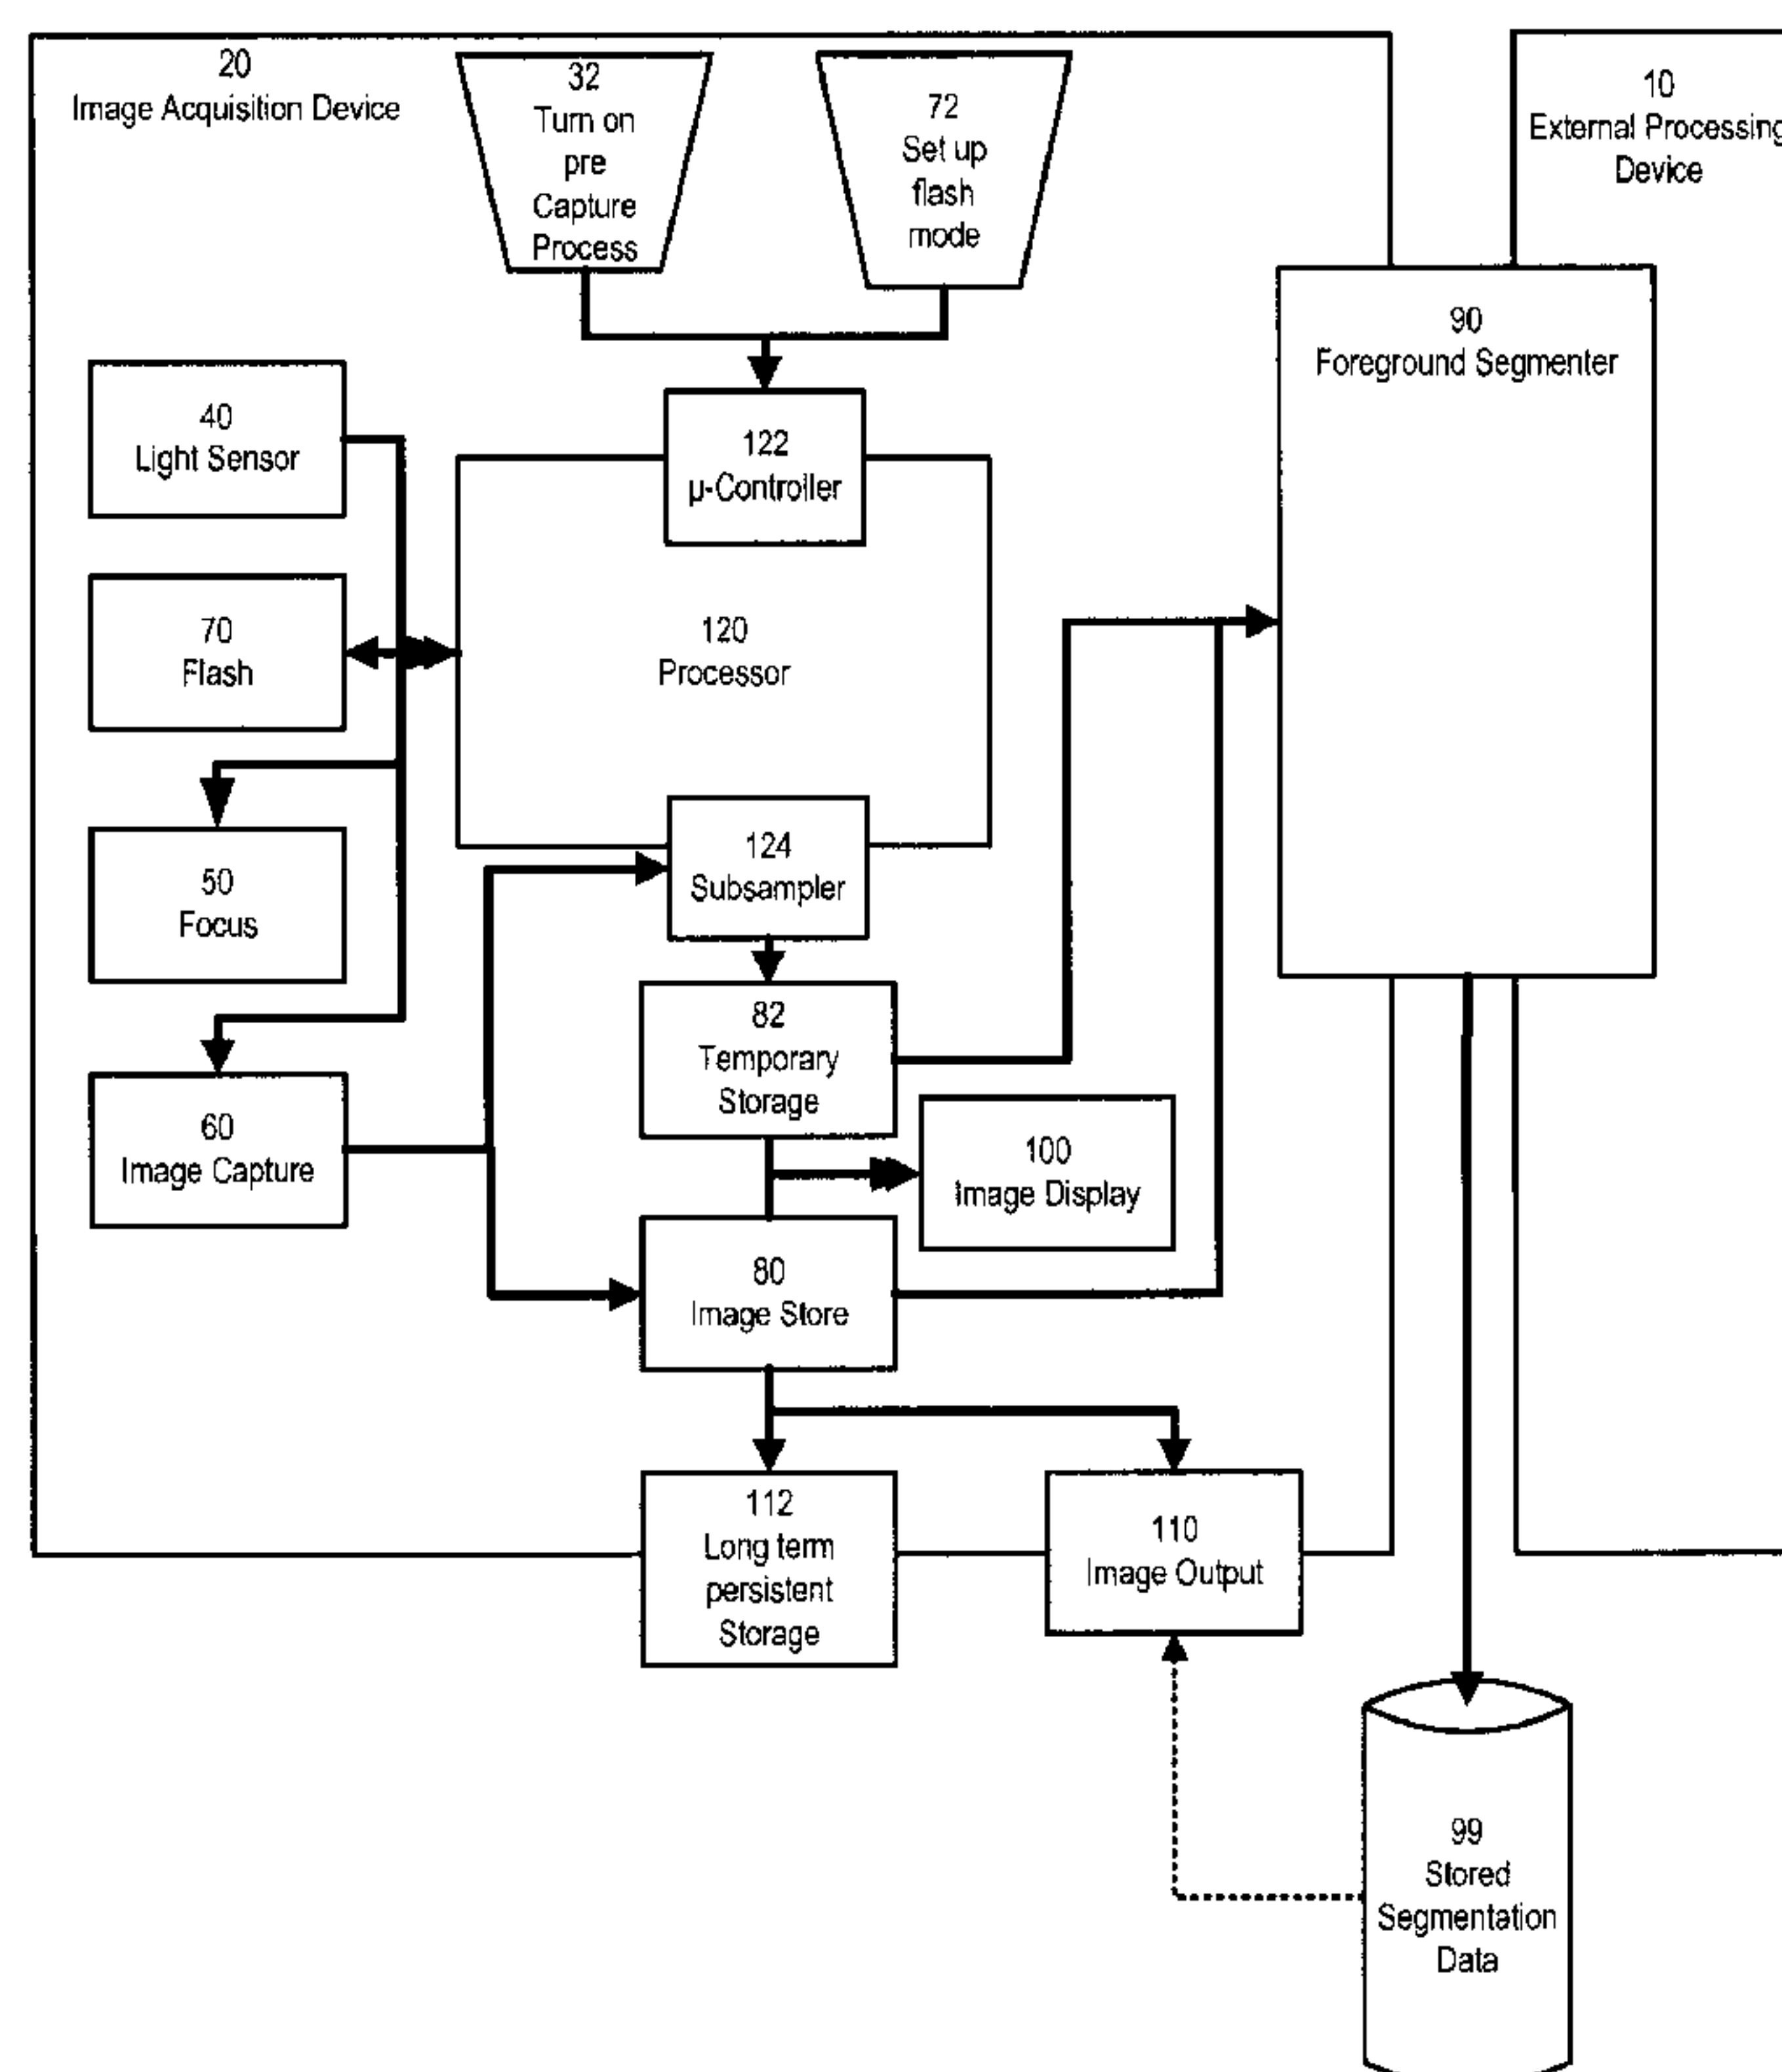 20
Image Acquisition Device
32
Turn on
pre
Capture
Process
72
Set up
flash
mode
10
External Processing
Device
90
Foreground Segmenter
40
Light Sensor
122
µ-Controller
70
Flash
120
Processor
50
Focus
124
Subsampler
82
Temporary
Storage
60
Image Capture
100
Image Display
80
Image Store
112
Long term
persistent
Storage
110
Image Output
99
Stored
Segmentation
Data